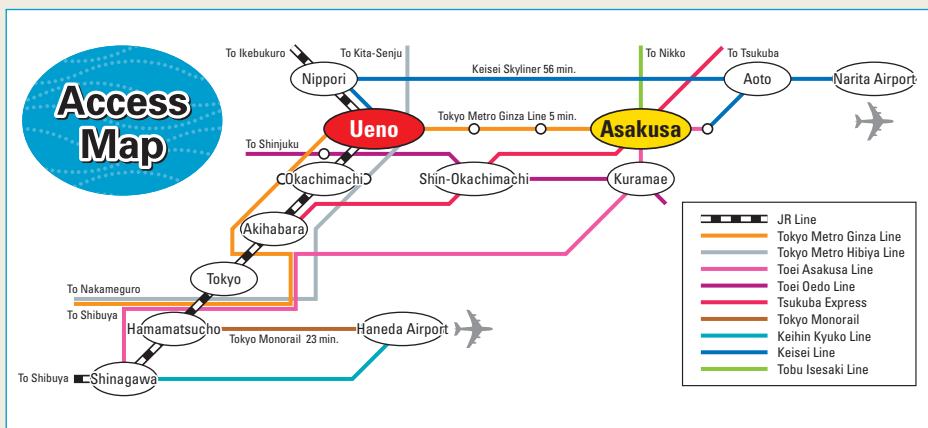 Access
Map
To Ikebukuro
To Kita-Senju
To Nikko
To Tsukuba
Nippori
Keisei Skyliner 56 min.
Aoto
Narita Airport
Ueno
Tokyo Metro Ginza Line 5 min.
Asakusa
To Shinjuku
Okachimachi
Shin-Okachimachi
Kuramae
Akihabara
Tokyo
To Nakameguro
To Shibuya
Hamamatsucho
Tokyo Monorail 23 min.
Haneda Airport
To Shibuya
Shinagawa
JR Line
Tokyo Metro Ginza Line
Tokyo Metro Hibiya Line
Toei Asakusa Line
Toei Oedo Line
Tsukuba Express
Tokyo Monorail
Keihin Kyuko Line
Keisei Line
Tobu Isesaki Line